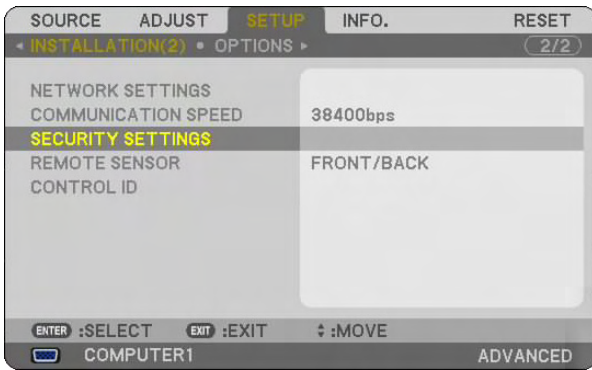 SOURCE ADJUST SETUP INFO. RESET
INSTALLATION(2) • OPTIONS 2/2
NETWORK SETTINGS
COMMUNICATION SPEED 38400bps
SECURITY SETTINGS
REMOTE SENSOR FRONT/BACK
CONTROL ID
ENTER :SELECT EXIT :EXIT :MOVE
COMPUTER1 ADVANCED